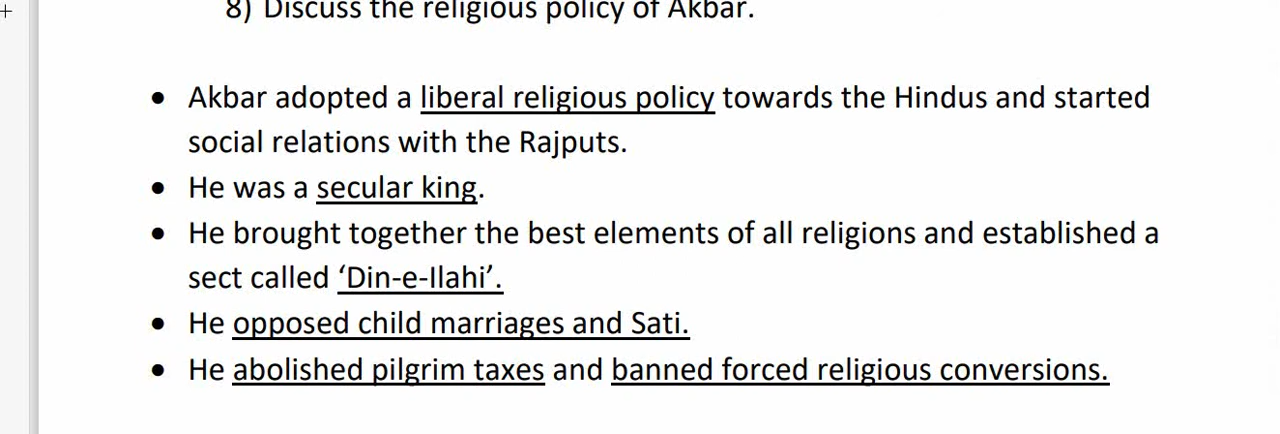 8) Discuss the religious policy of Akbar.
• Akbar adopted a liberal religious policy towards the Hindus and started
social relations with the Rajputs.
• He was a secular king.
• He brought together the best elements of all religions and established a
sect called ‘Din-e-Ilahi’.
• He opposed child marriages and Sati.
• He abolished pilgrim taxes and banned forced religious conversions.